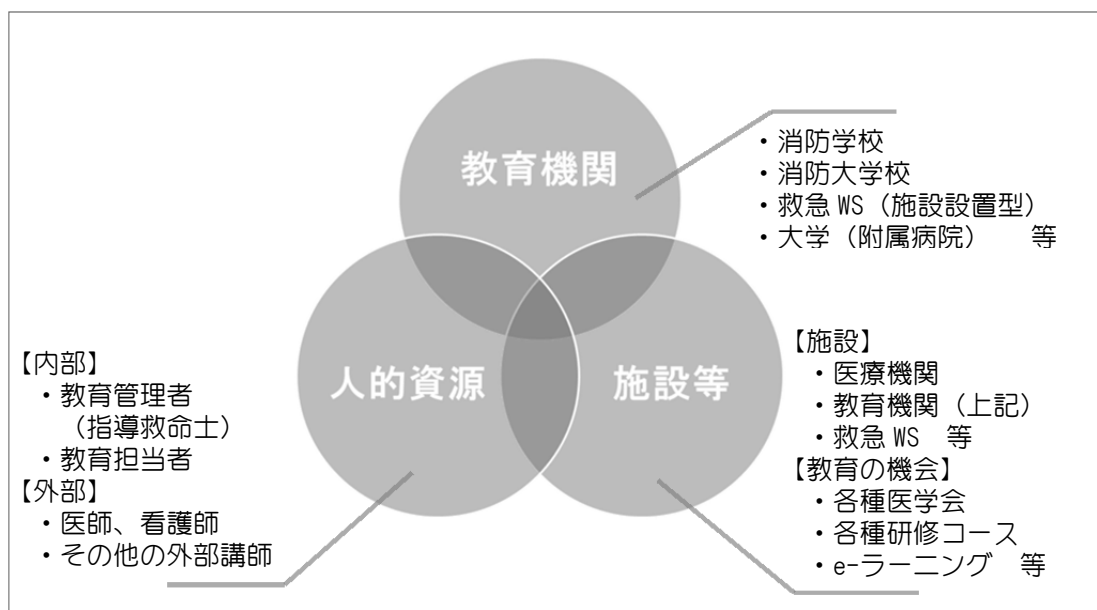 教育機関
・消防学校
・消防大学校
・救急 WS（施設設置型）
・大学（附属病院）　等
人的資源
【内部】
・教育管理者
（指導救命士）
・教育担当者
【外部】
・医師、看護師
・その他の外部講師
施設等
【施設】
・医療機関
・教育機関（上記）
・救急 WS　等
【教育の機会】
・各種医学会
・各種研修コース
・e-ラーニング　等